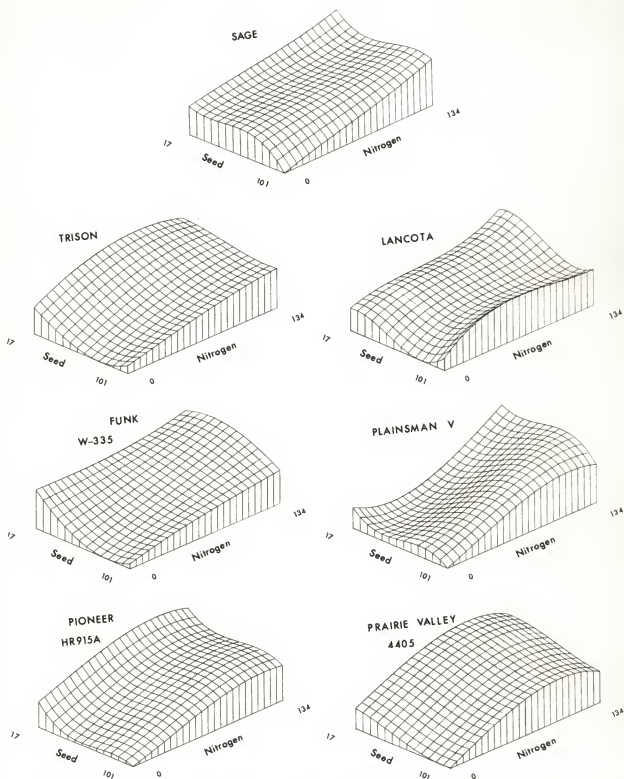 SAGE
134
17
Seed
Nitrogen
101
0
TRISON
134
17
Seed
Nitrogen
101
0
LANCOTA
134
17
Seed
Nitrogen
101
0
FUNK
W-335
134
17
Seed
Nitrogen
101
0
PLAINSMAN V
134
17
Seed
Nitrogen
101
0
PIONEER
HR915A
134
17
Seed
Nitrogen
101
0
PRAIRIE VALLEY
4405
134
17
Seed
Nitrogen
101
0